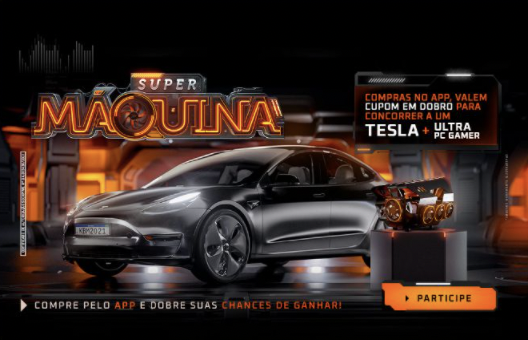 SUPER
MÁQUINA
COMPRAS NO APP, VALEM
CUPOM EM DOBRO PARA
CONCORRER A UM
TESLA + ULTRA
PC GAMER
COMPRE PELO APP E DOBRE SUAS CHANCES DE GANHAR!
PARTICIPE